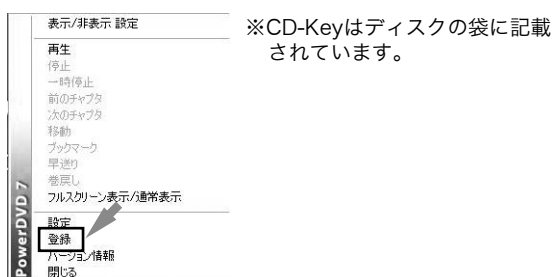 表示/非表示 設定
再生
停止
一時停止
前のチャプタ
次のチャプタ
移動
ブックマーク
早送り
巻戻し
フルスクリーン表示/通常表示
設定
登録
バージョン情報
閉じる
PowerDVD 7
※CD-Keyはディスクの袋に記載
されています。